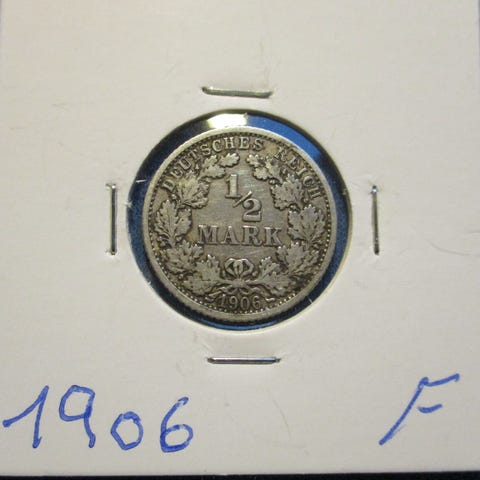 DEUTSCHES REICH
1/2
MARK
1906
1906 F